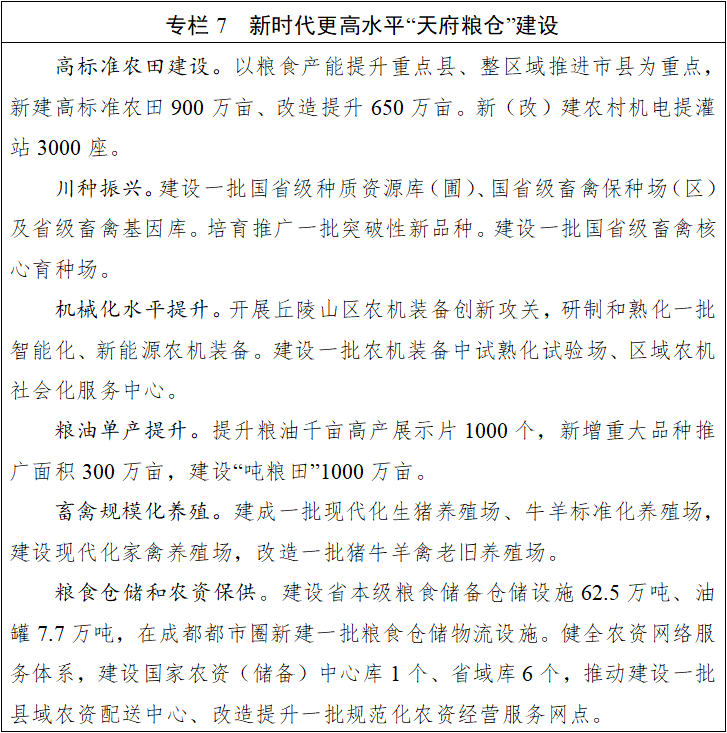 专栏 7　新时代更高水平“天府粮仓”建设
高标准农田建设。以粮食产能提升重点县、整区域推进市县为重点，
新建高标准农田 900 万亩、改造提升 650 万亩。新（改）建农村机电提灌
站 3000 座。
川种振兴。建设一批国省级种质资源库（圃）、国省级畜禽保种场（区）
及省级畜禽基因库。培育推广一批突破性新品种。建设一批国省级畜禽核
心育种场。
机械化水平提升。开展丘陵山区农机装备创新攻关，研制和熟化一批
智能化、新能源农机装备。建设一批农机装备中试熟化试验场、区域农机
社会化服务中心。
粮油单产提升。提升粮油千亩高产展示片 1000 个，新增重大品种推
广面积 300 万亩，建设“吨粮田”1000 万亩。
畜禽规模化养殖。建成一批现代化生猪养殖场、牛羊标准化养殖场，
建设现代化家禽养殖场，改造一批猪牛羊禽老旧养殖场。
粮食仓储和农资保供。建设省本级粮食储备仓储设施 62.5 万吨、油
罐 7.7 万吨，在成都都市圈新建一批粮食仓储物流设施。健全农资网络服
务体系，建设国家农资（储备）中心库 1 个、省域库 6 个，推动建设一批
县域农资配送中心、改造提升一批规范化农资经营服务网点。